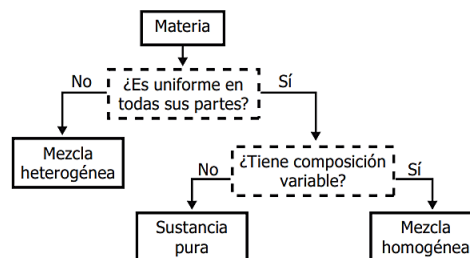 Materia
No
¿Es uniforme en
todas sus partes?
Sí
Mezcla
heterogénea
No
¿Tiene composición
variable?
Sí
Sustancia
pura
Mezcla
homogénea